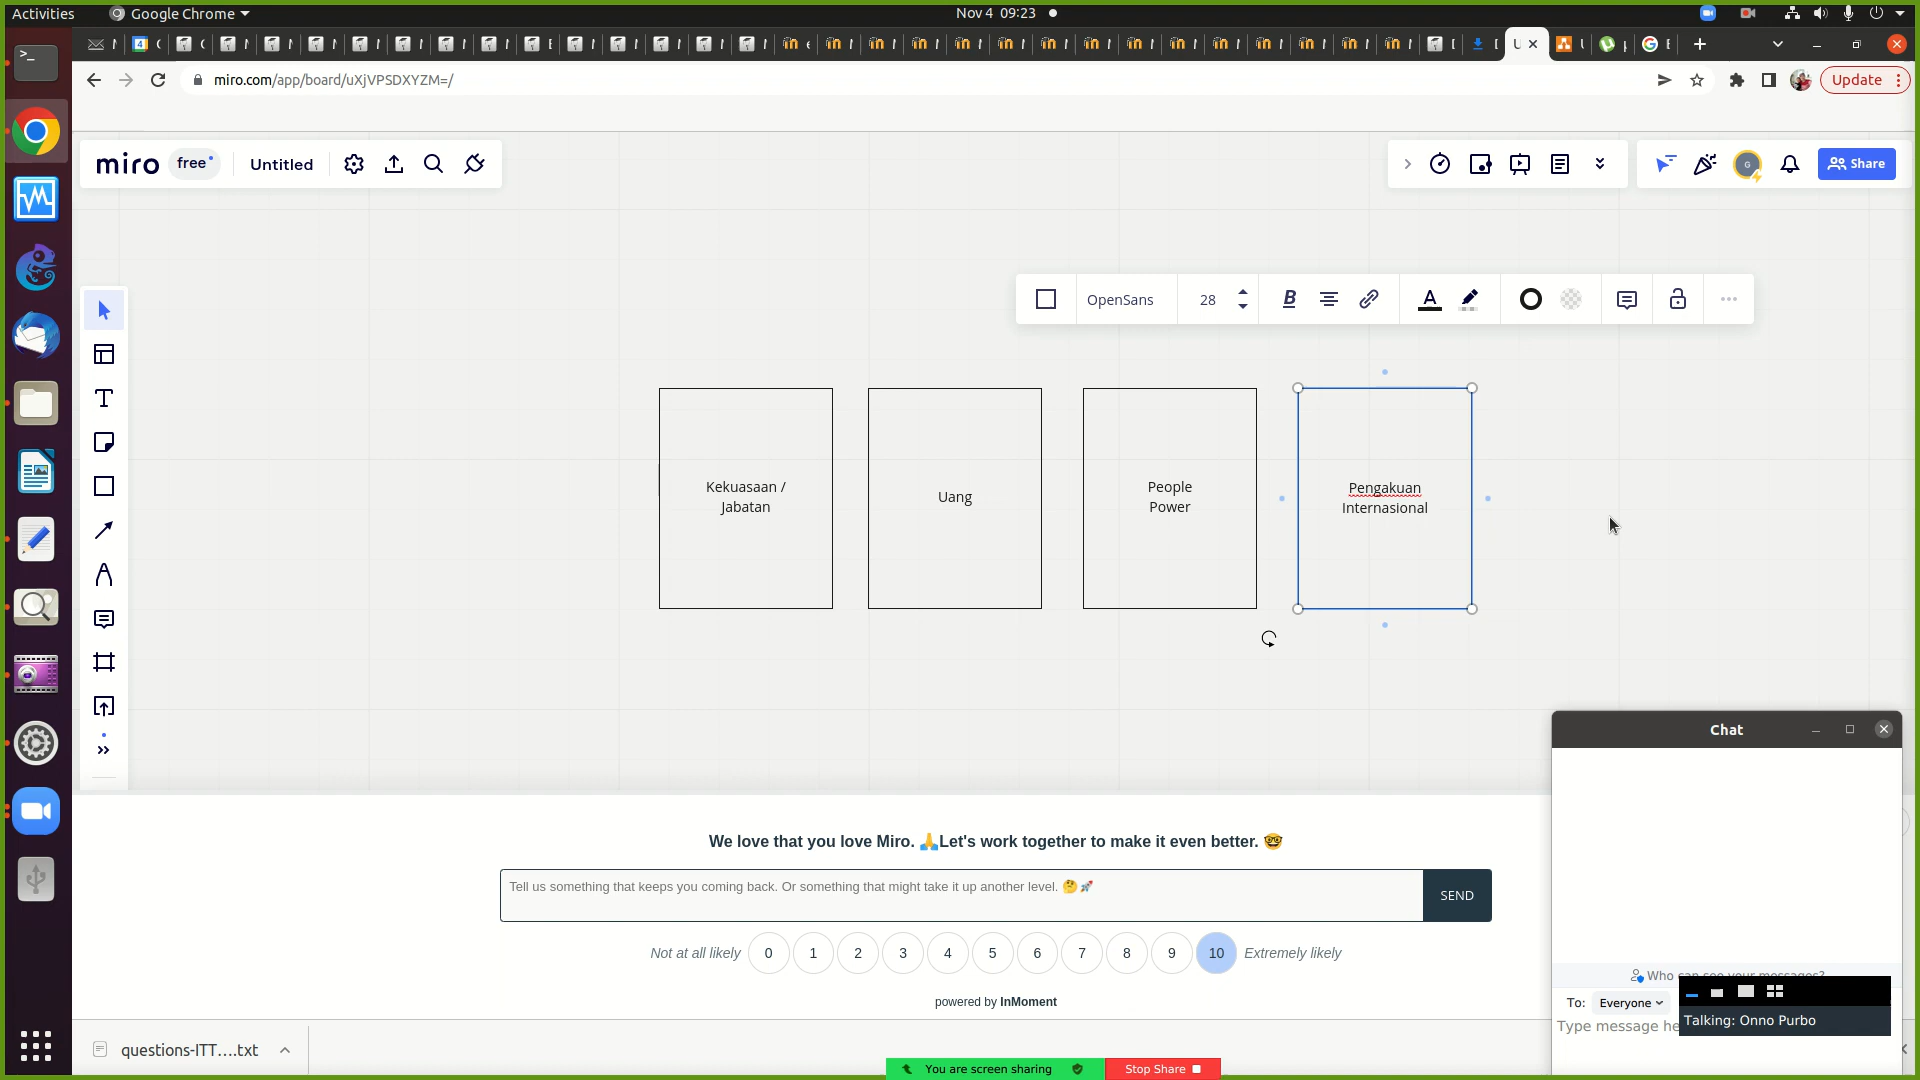 Activities
Google Chrome
Nov 4 09:23
miro.com/app/board/uXjVPSDXYZM=/
Update
miro
free
Untitled
Share
OpenSans
28
B
A
Kekuasaan /
Jabatan
Uang
People
Power
Pengakuan
Internasional
Chat
We love that you love Miro. 🙏Let's work together to make it even better. 🤓
Tell us something that keeps you coming back. Or something that might take it up another level. 🤔🚀
SEND
Not at all likely 0 1 2 3 4 5 6 7 8 9 10 Extremely likely
powered by InMoment
Who can see your messages?
To: Everyone
Type message he
Talking: Onno Purbo
questions-ITT....txt
You are screen sharing
Stop Share